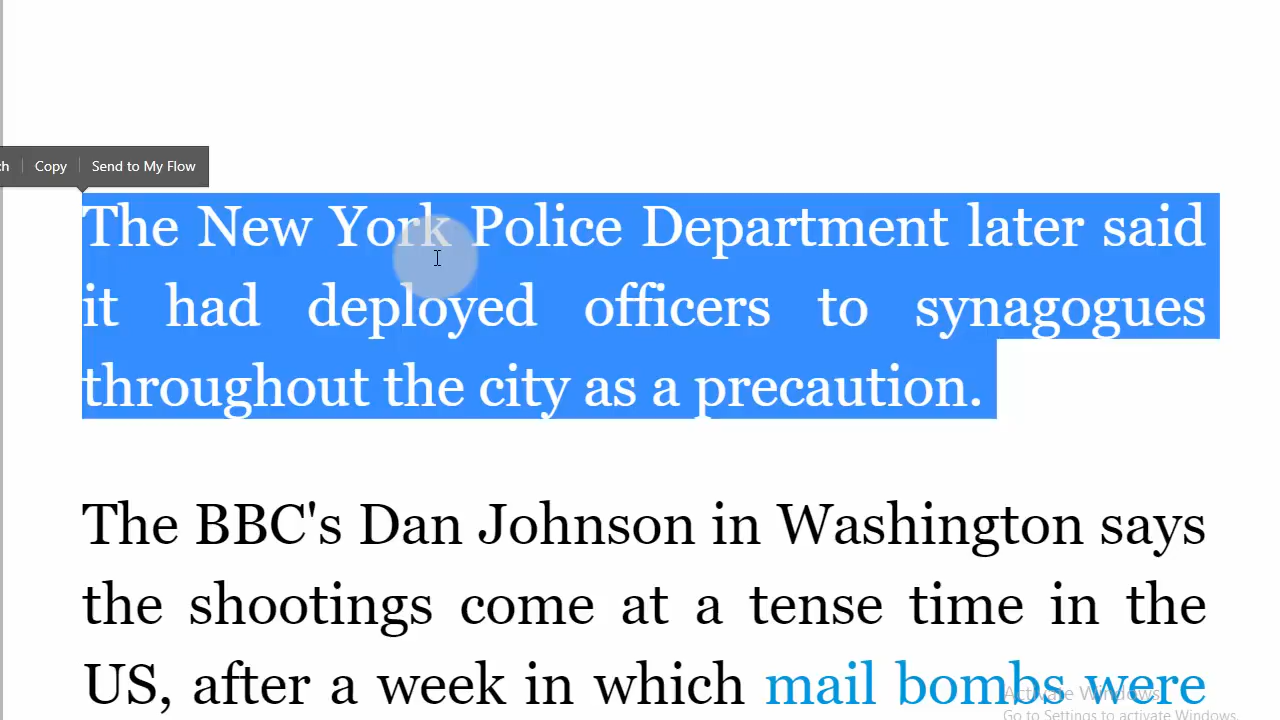 ch Copy Send to My Flow
The New York Police Department later said
it had deployed officers to synagogues
throughout the city as a precaution.
The BBC's Dan Johnson in Washington says
the shootings come at a tense time in the
US, after a week in which mail bombs were
Activate Windows
Go to Settings to activate Windows.